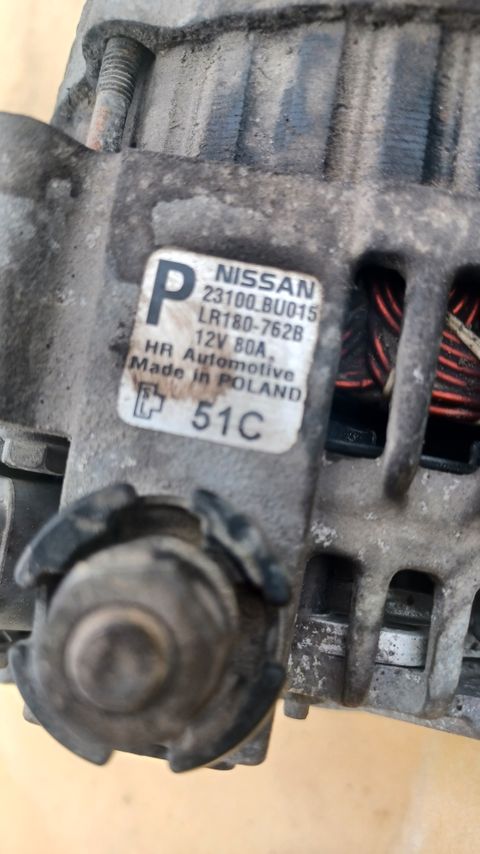 P NISSAN
23100.BU015
LR180-762B
12V 80A
HR Automotive
Made in POLAND
51C